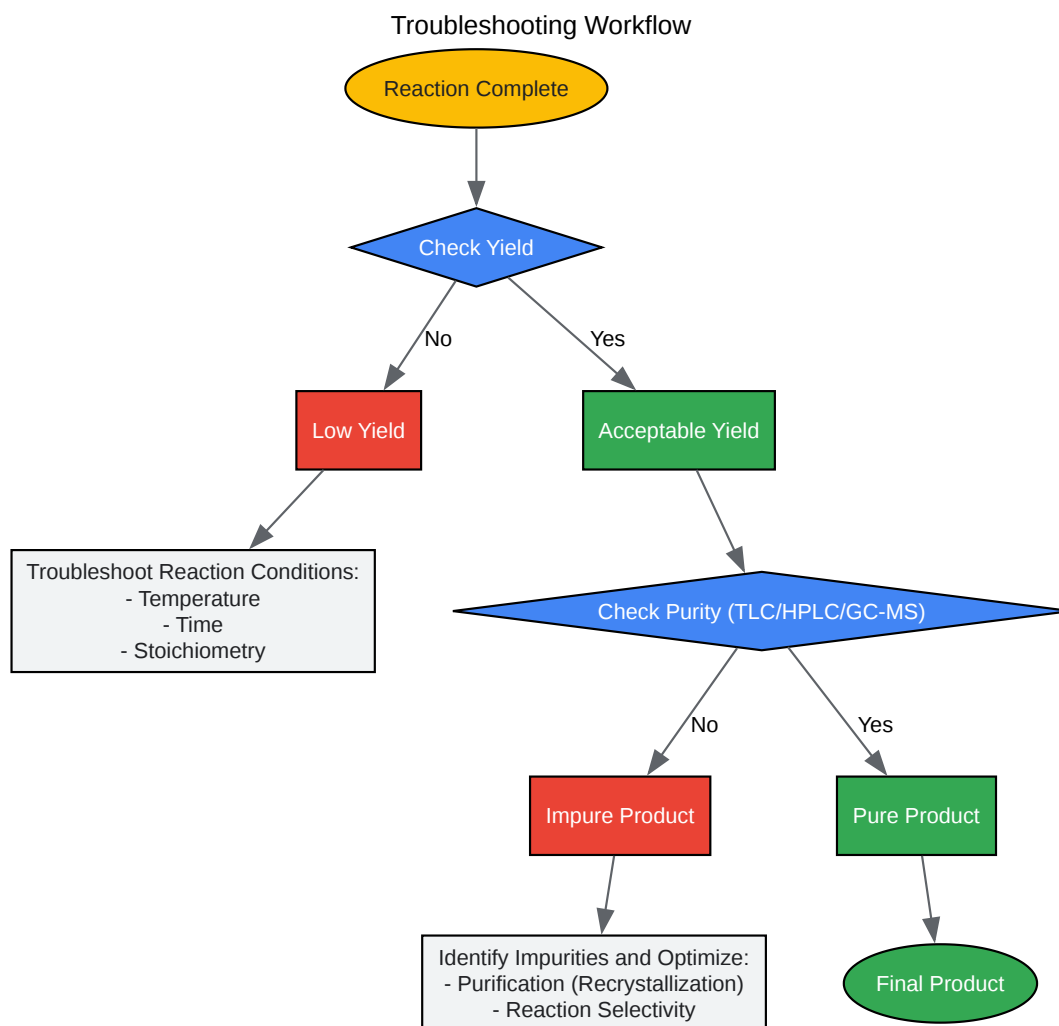 Troubleshooting Workflow
Reaction Complete
Check Yield
No
Yes
Low Yield
Acceptable Yield
Troubleshoot Reaction Conditions:
- Temperature
- Time
- Stoichiometry
Check Purity (TLC/HPLC/GC-MS)
No
Yes
Impure Product
Pure Product
Identify Impurities and Optimize:
- Purification (Recrystallization)
- Reaction Selectivity
Final Product